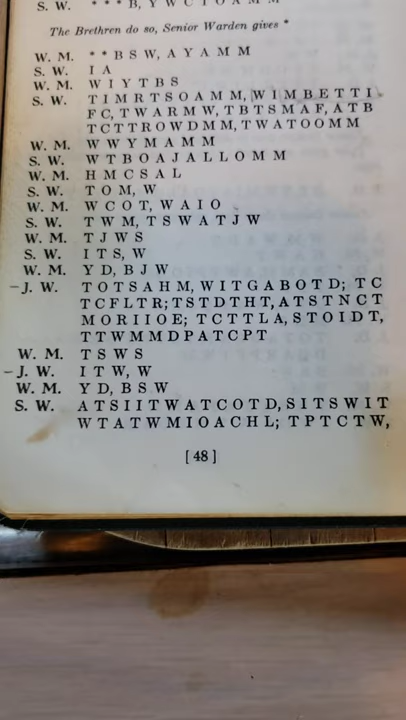 S. W. * * * B, Y W C T O A M M
The Brethren do so, Senior Warden gives *
W. M. * * B S W, A Y A M M
S. W. I A
W. M. W I Y T B S
S. W. T I M R T S O A M M, W I M B E T T I
F C, T W A R M W, T B T S M A F, A T B
T C T T R O W D M M, T W A T O O M M
W. M. W W Y M A M M
S. W. W T B O A J A L L O M M
W. M. H M C S A L
S. W. T O M, W
W. M. W C O T, W A I O
S. W. T W M, T S W A T J W
W. M. T J W S
S. W. I T S, W
W. M. Y D, B J W
– J. W. T O T S A H M, W I T G A B O T D; T C
T C F L T R; T S T D T H T, A T S T N C T
M O R I I O E; T C T T L A, S T O I D T,
T T W M M D P A T C P T
W. M. T S W S
– J. W. I T W, W
W. M. Y D, B S W
S. W. A T S I I T W A T C O T D, S I T S W I T
W T A T W M I O A C H L; T P T C T W,
[ 48 ]